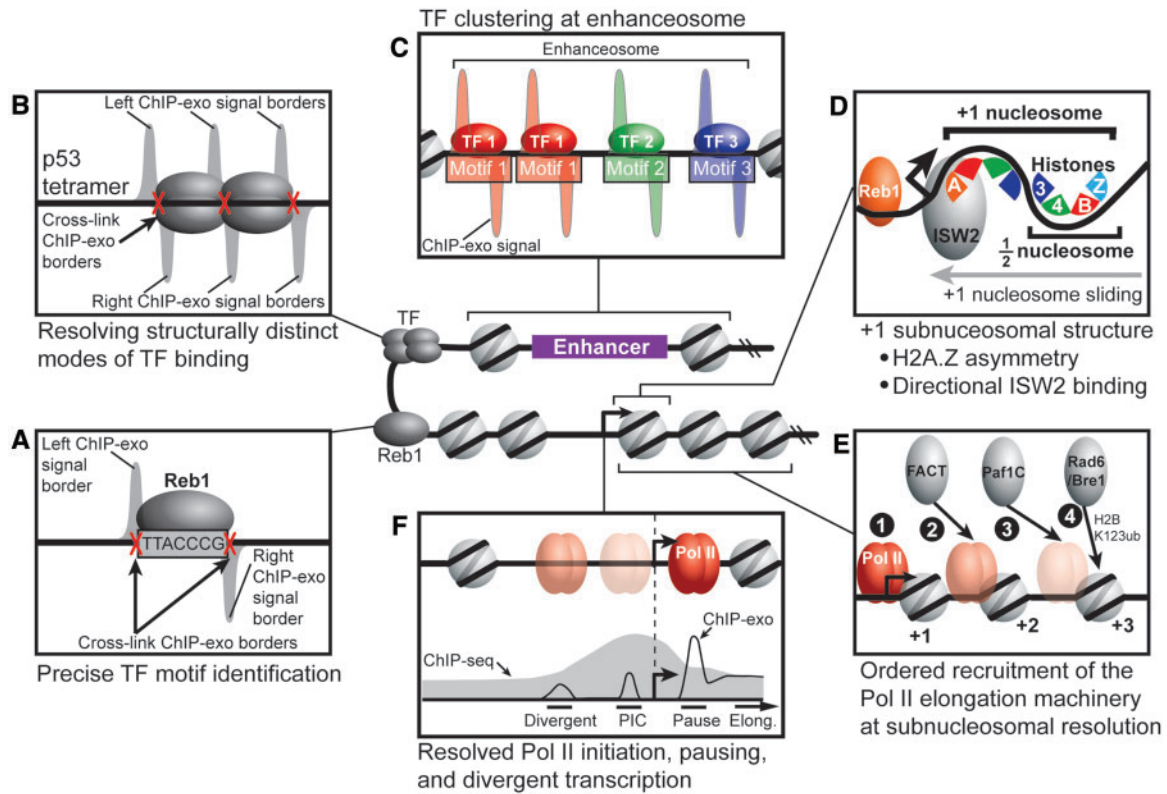 TF clustering at enhanceosome
C
Enhanceosome
TF 1
TF 1
TF 2
TF 3
Motif 1
Motif 1
Motif 2
Motif 3
ChIP-exo signal
B
Left ChIP-exo signal borders
p53
tetramer
Cross-link
ChIP-exo
borders
Right ChIP-exo signal borders
Resolving structurally distinct
modes of TF binding
D
+1 nucleosome
Reb1
Histones
A
3
4
B
Z
ISW2
1
2
nucleosome
+1 nucleosome sliding
+1 subnuceosomal structure
• H2A.Z asymmetry
• Directional ISW2 binding
TF
Enhancer
Reb1
A
Left ChIP-exo
signal
border
Reb1
TTACCCG
Right
ChIP-exo
signal
border
Cross-link ChIP-exo borders
Precise TF motif identification
F
Pol II
ChIP-exo
ChIP-seq
Divergent
PIC
Pause
Elong.
Resolved Pol II initiation, pausing,
and divergent transcription
E
FACT
Paf1C
Rad6
/Bre1
1
2
3
4
H2B
K123ub
Pol II
+1
+2
+3
Ordered recruitment of the
Pol II elongation machinery
at subnucleosomal resolution